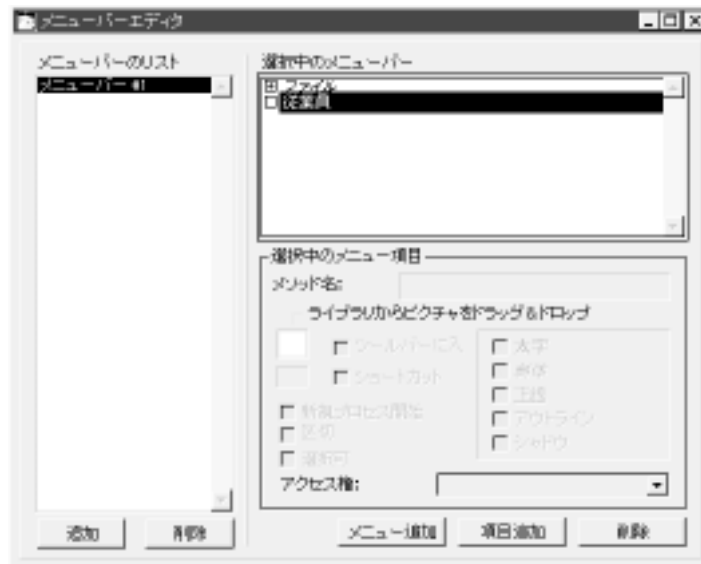 メニューバーエディタ
メニューバーのリスト
メニューバー #1
追加
削除
選択中のメニューバー
ファイル
従業員
選択中のメニュー項目
メソッド名:
ライブラリからピクチャをドラッグ&ドロップ
ツールバーに入
ショートカット
新規プロセス開始
区切
選択可
太字
斜体
下線
アウトライン
シャドウ
アクセス権:
メニュー追加
項目追加
削除